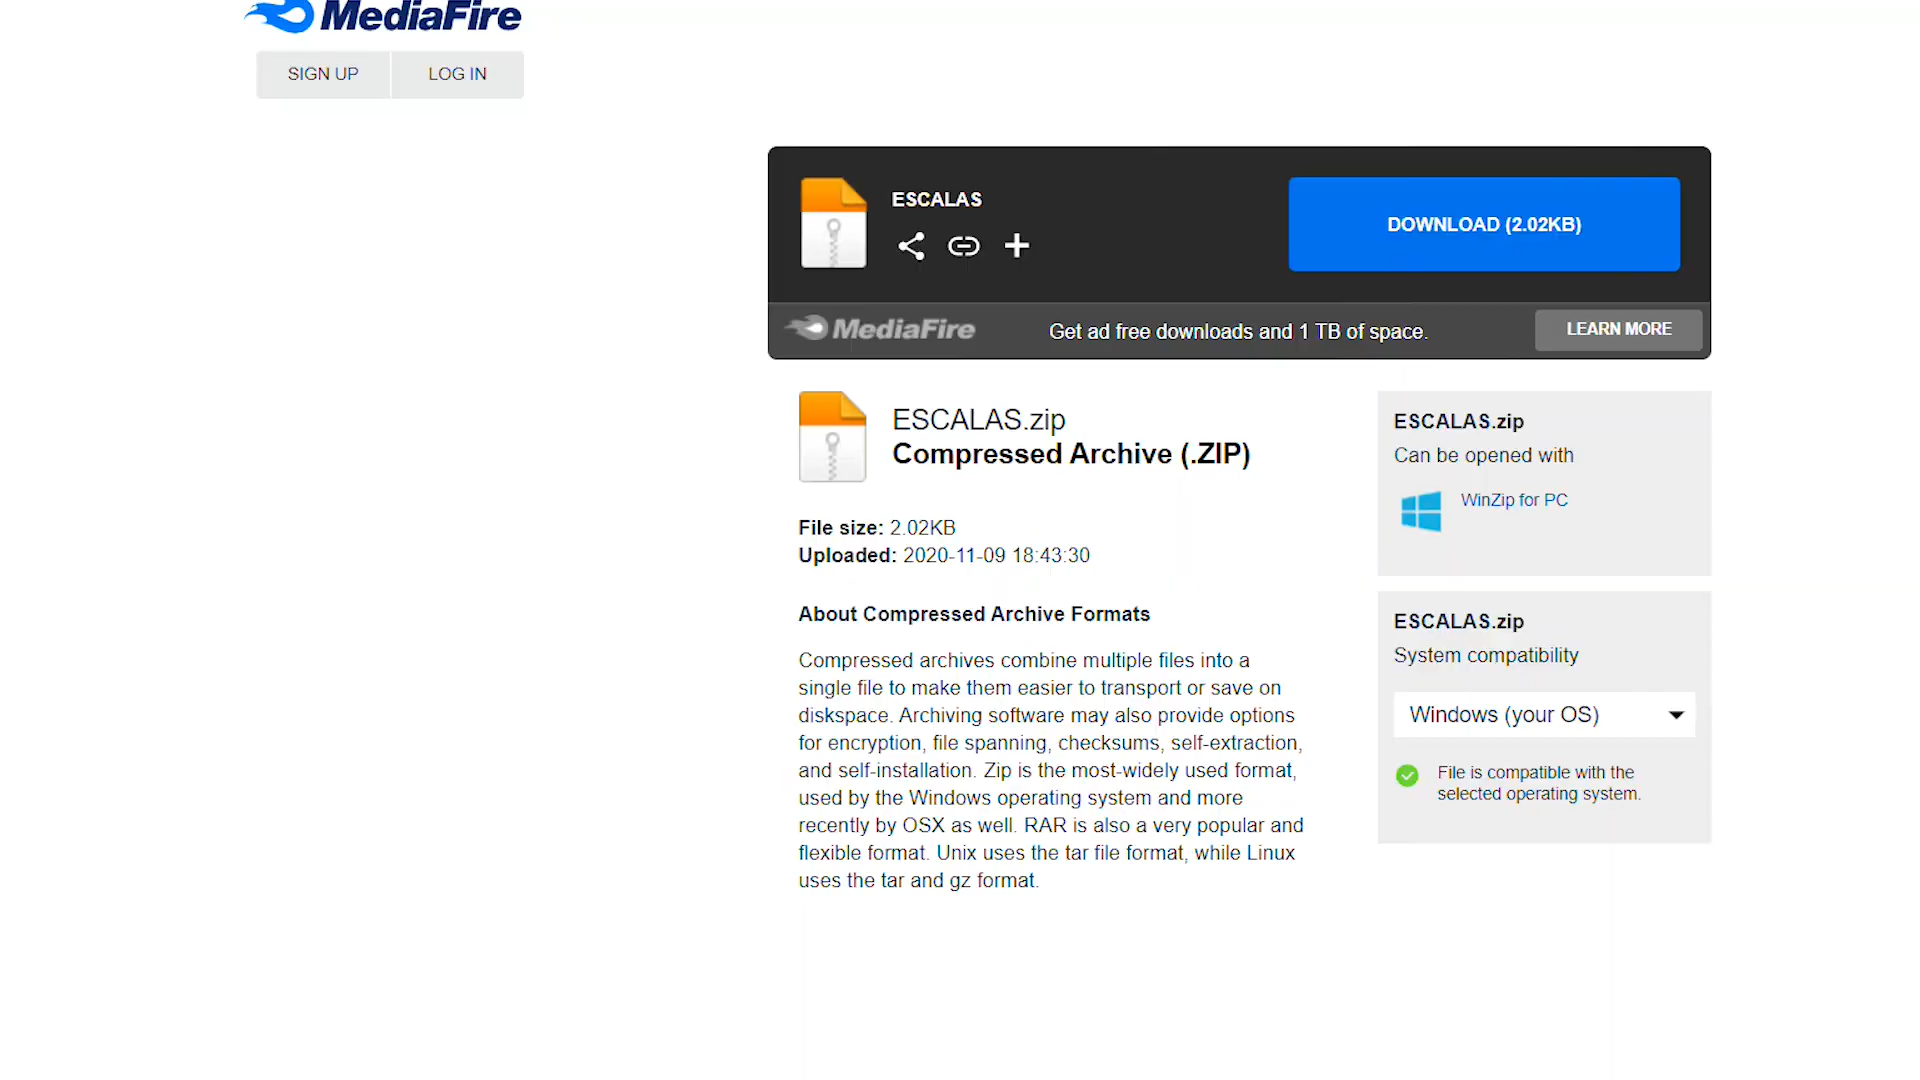 MediaFire
SIGN UP
LOG IN
ESCALAS
DOWNLOAD (2.02KB)
MediaFire
Get ad free downloads and 1 TB of space.
LEARN MORE
ESCALAS.zip
Compressed Archive (.ZIP)
File size: 2.02KB
Uploaded: 2020-11-09 18:43:30
About Compressed Archive Formats
Compressed archives combine multiple files into a
single file to make them easier to transport or save on
diskspace. Archiving software may also provide options
for encryption, file spanning, checksums, self-extraction,
and self-installation. Zip is the most-widely used format,
used by the Windows operating system and more
recently by OSX as well. RAR is also a very popular and
flexible format. Unix uses the tar file format, while Linux
uses the tar and gz format.
ESCALAS.zip
Can be opened with
WinZip for PC
ESCALAS.zip
System compatibility
Windows (your OS)
File is compatible with the
selected operating system.